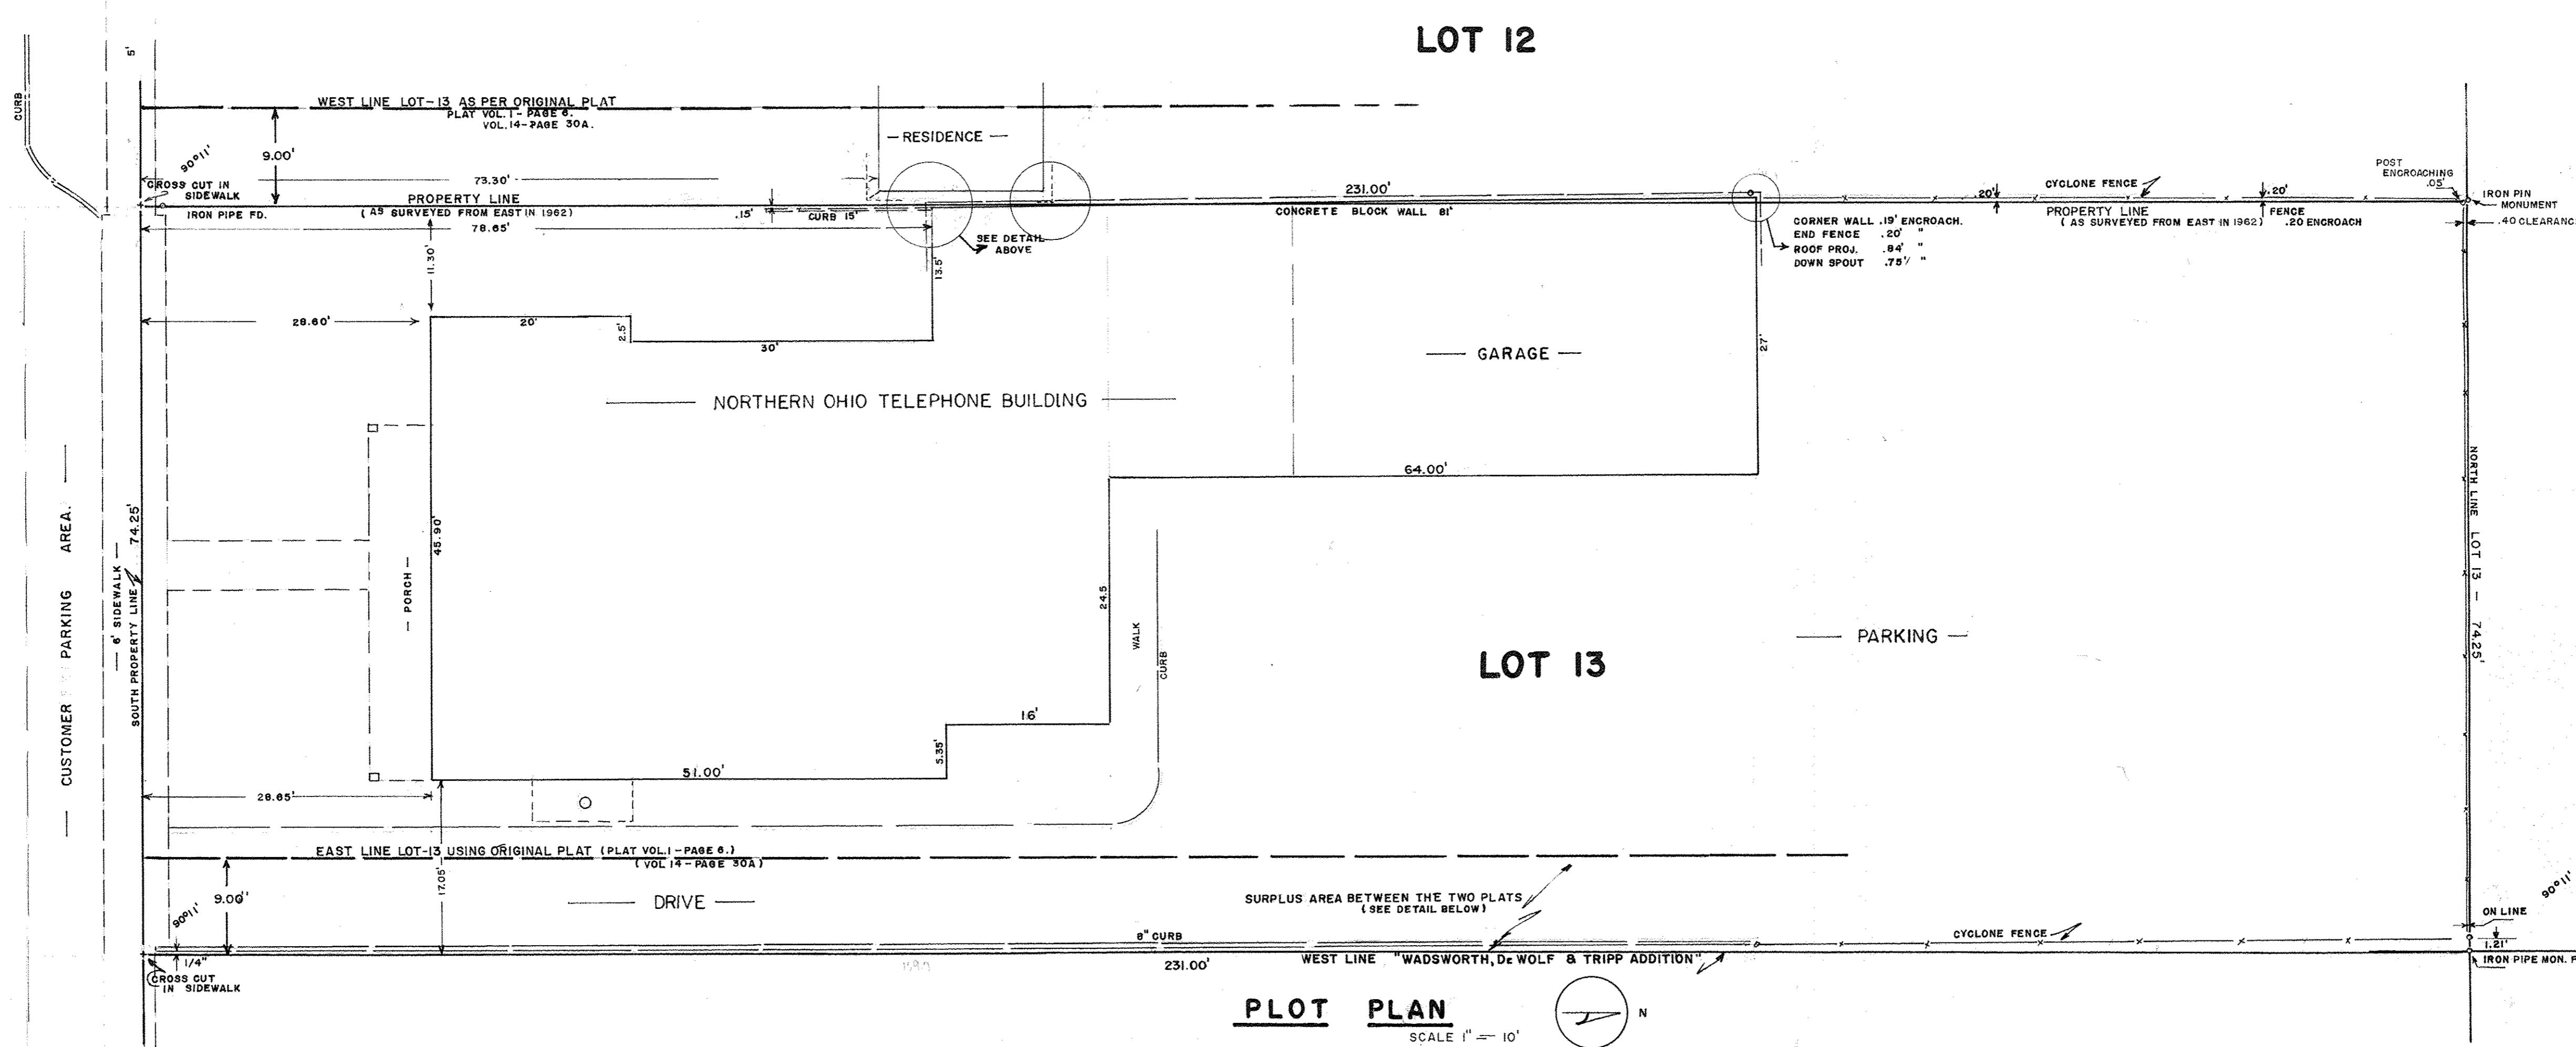 LOT 12
5'
CURB
WEST LINE LOT-13 AS PER ORIGINAL PLAT
PLAT VOL. 1 - PAGE 6.
VOL. 14-PAGE 30A.
90°11'
9.00'
— RESIDENCE —
73.30'
CROSS CUT IN
SIDEWALK
PROPERTY LINE
IRON PIPE FD.
( AS SURVEYED FROM EAST IN 1962)
.15'
CURB 15'
78.65'
SEE DETAIL
ABOVE
231.00'
CONCRETE BLOCK WALL 81'
CORNER WALL .19' ENCROACH.
END FENCE .20' "
ROOF PROJ. .84' "
DOWN SPOUT .75' "
.20'
CYCLONE FENCE
PROPERTY LINE
( AS SURVEYED FROM EAST IN 1962)
.20'
FENCE
.20 ENCROACH
POST
ENCROACHING
.05'
IRON PIN
MONUMENT
.40 CLEARANC
11.30'
13.5'
28.60'
20'
2.5'
30'
— GARAGE —
27'
NORTHERN OHIO TELEPHONE BUILDING
64.00'
— CUSTOMER PARKING AREA. —
— 6' SIDEWALK —
SOUTH PROPERTY LINE
74.25'
— PORCH —
45.90'
24.5
WALK
CURB
LOT 13
— PARKING —
NORTH LINE LOT 13 — 74.25'
16'
5.35'
51.00'
28.65'
EAST LINE LOT-13 USING ORIGINAL PLAT (PLAT VOL.1-PAGE 6.)
( VOL 14-PAGE 30A)
9.00'
90°11'
17.05'
— DRIVE —
SURPLUS AREA BETWEEN THE TWO PLATS
( SEE DETAIL BELOW)
8" CURB
CYCLONE FENCE
90°11'
ON LINE
1.21'
IRON PIPE MON. F
1/4"
CROSS CUT
IN SIDEWALK
231.00'
WEST LINE "WADSWORTH, De WOLF & TRIPP ADDITION"
PLOT PLAN
N
SCALE 1" = 10'